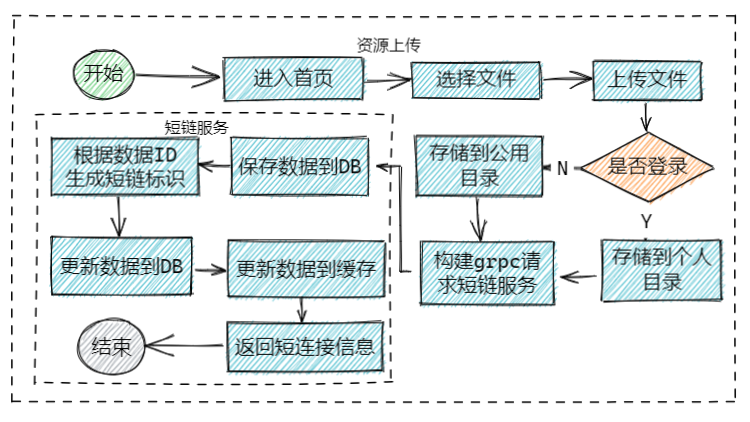 资源上传
开始
进入首页
选择文件
上传文件
是否登录
N
Y
存储到公用
目录
存储到个人
目录
构建grpc请
求短链服务
短链服务
保存数据到DB
根据数据ID
生成短链标识
更新数据到DB
更新数据到缓存
返回短连接信息
结束